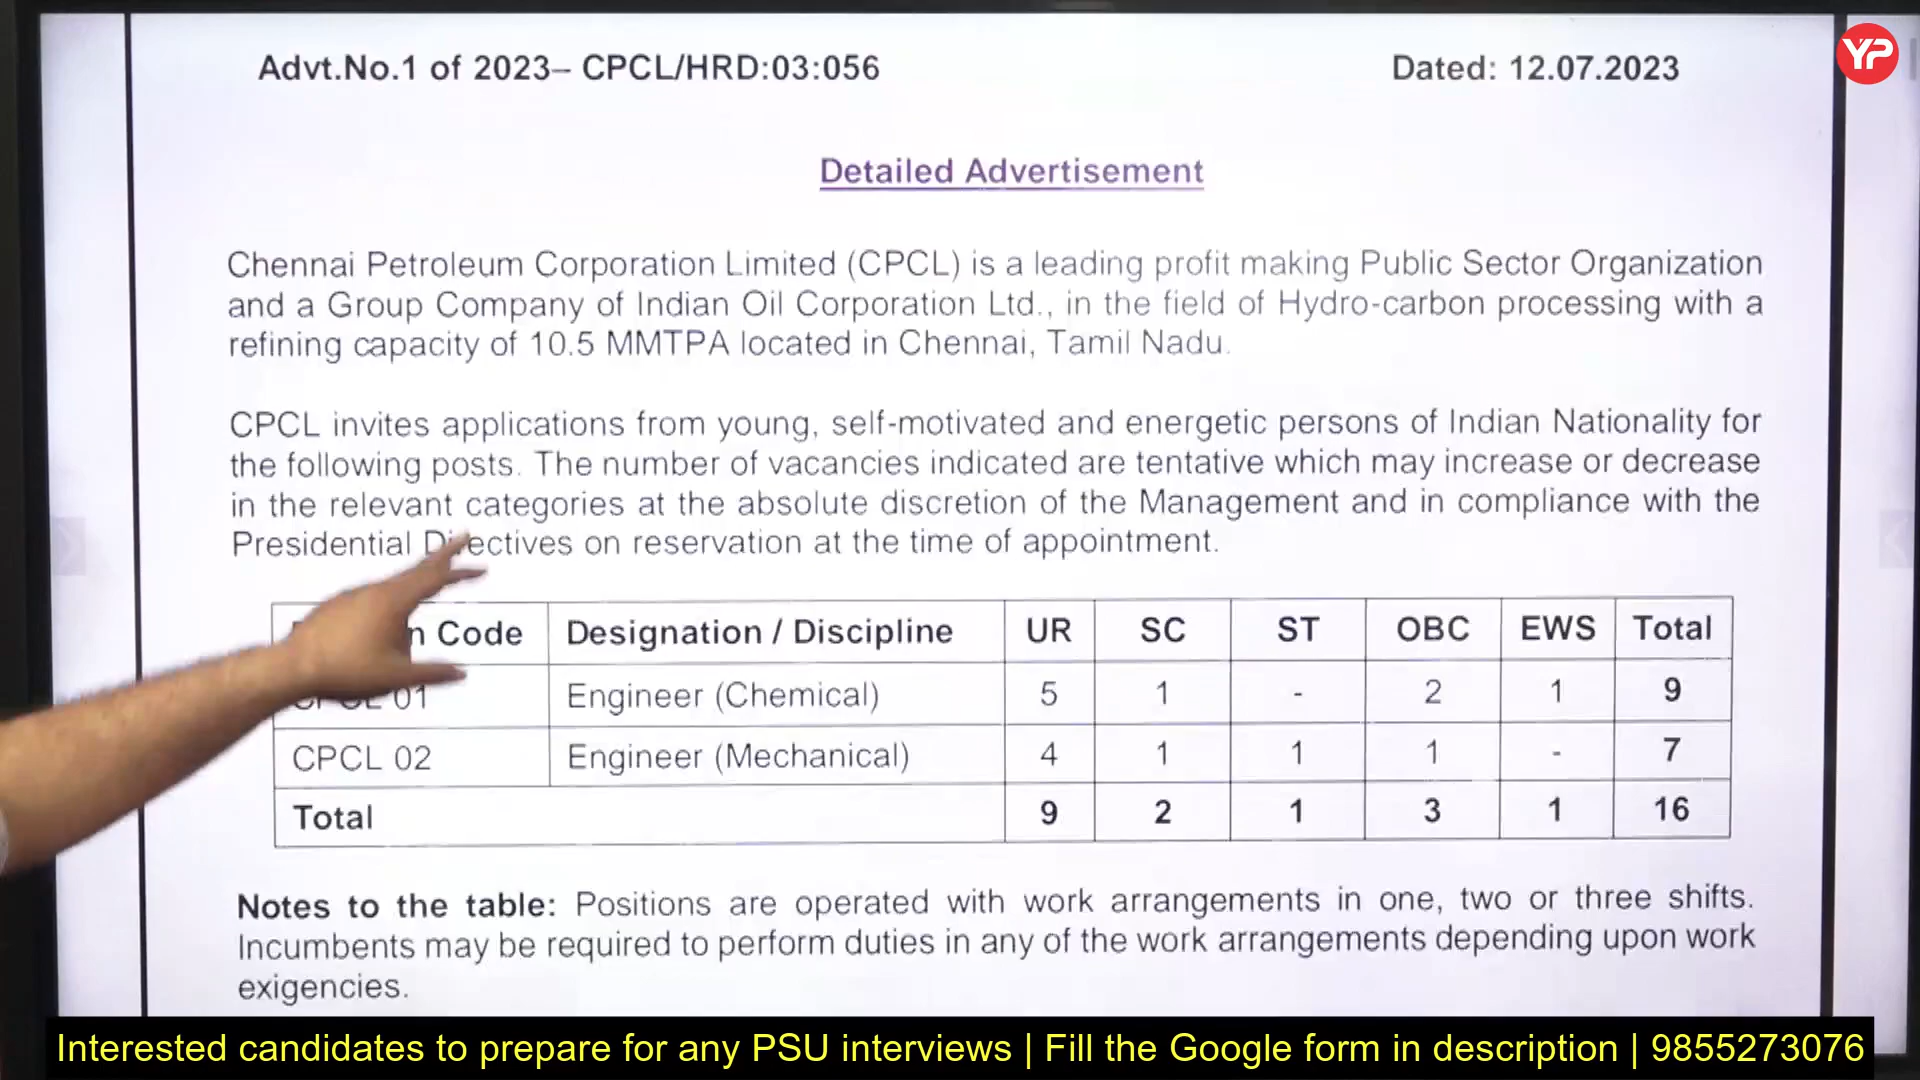 YP
Advt.No.1 of 2023– CPCL/HRD:03:056 Dated: 12.07.2023
Detailed Advertisement
Chennai Petroleum Corporation Limited (CPCL) is a leading profit making Public Sector Organization
and a Group Company of Indian Oil Corporation Ltd., in the field of Hydro-carbon processing with a
refining capacity of 10.5 MMTPA located in Chennai, Tamil Nadu.
CPCL invites applications from young, self-motivated and energetic persons of Indian Nationality for
the following posts. The number of vacancies indicated are tentative which may increase or decrease
in the relevant categories at the absolute discretion of the Management and in compliance with the
Presidential Directives on reservation at the time of appointment.
Code Designation / Discipline UR SC ST OBC EWS Total
CPCL 01 Engineer (Chemical) 5 1 - 2 1 9
CPCL 02 Engineer (Mechanical) 4 1 1 1 - 7
Total 9 2 1 3 1 16
Notes to the table: Positions are operated with work arrangements in one, two or three shifts.
Incumbents may be required to perform duties in any of the work arrangements depending upon work
exigencies.
Interested candidates to prepare for any PSU interviews | Fill the Google form in description | 9855273076